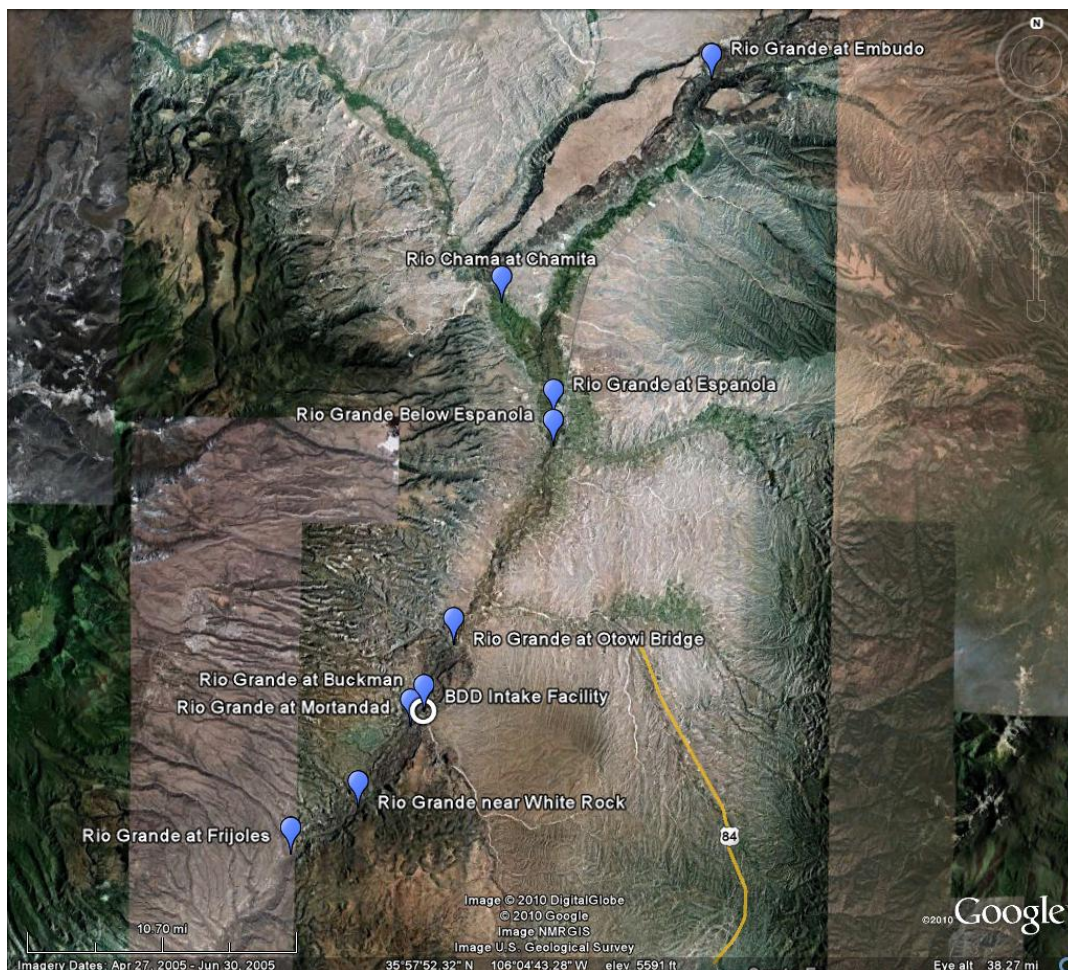 N
Rio Grande at Embudo
Rio Chama at Chamita
Rio Grande at Espanola
Rio Grande Below Espanola
Rio Grande at Otowi Bridge
Rio Grande at Buckman
BDD Intake Facility
Rio Grande at Mortandad
Rio Grande near White Rock
Rio Grande at Frijoles
84
Image © 2010 DigitalGlobe
© 2010 Google
Image NMRGIS
Image U.S. Geological Survey
©2010 Google
10.70 mi
Imagery Dates: Apr 27, 2005 - Jun 30, 2005 35°57'52.32" N 106°04'43.28" W elev 5591 ft Eye alt 38.27 mi